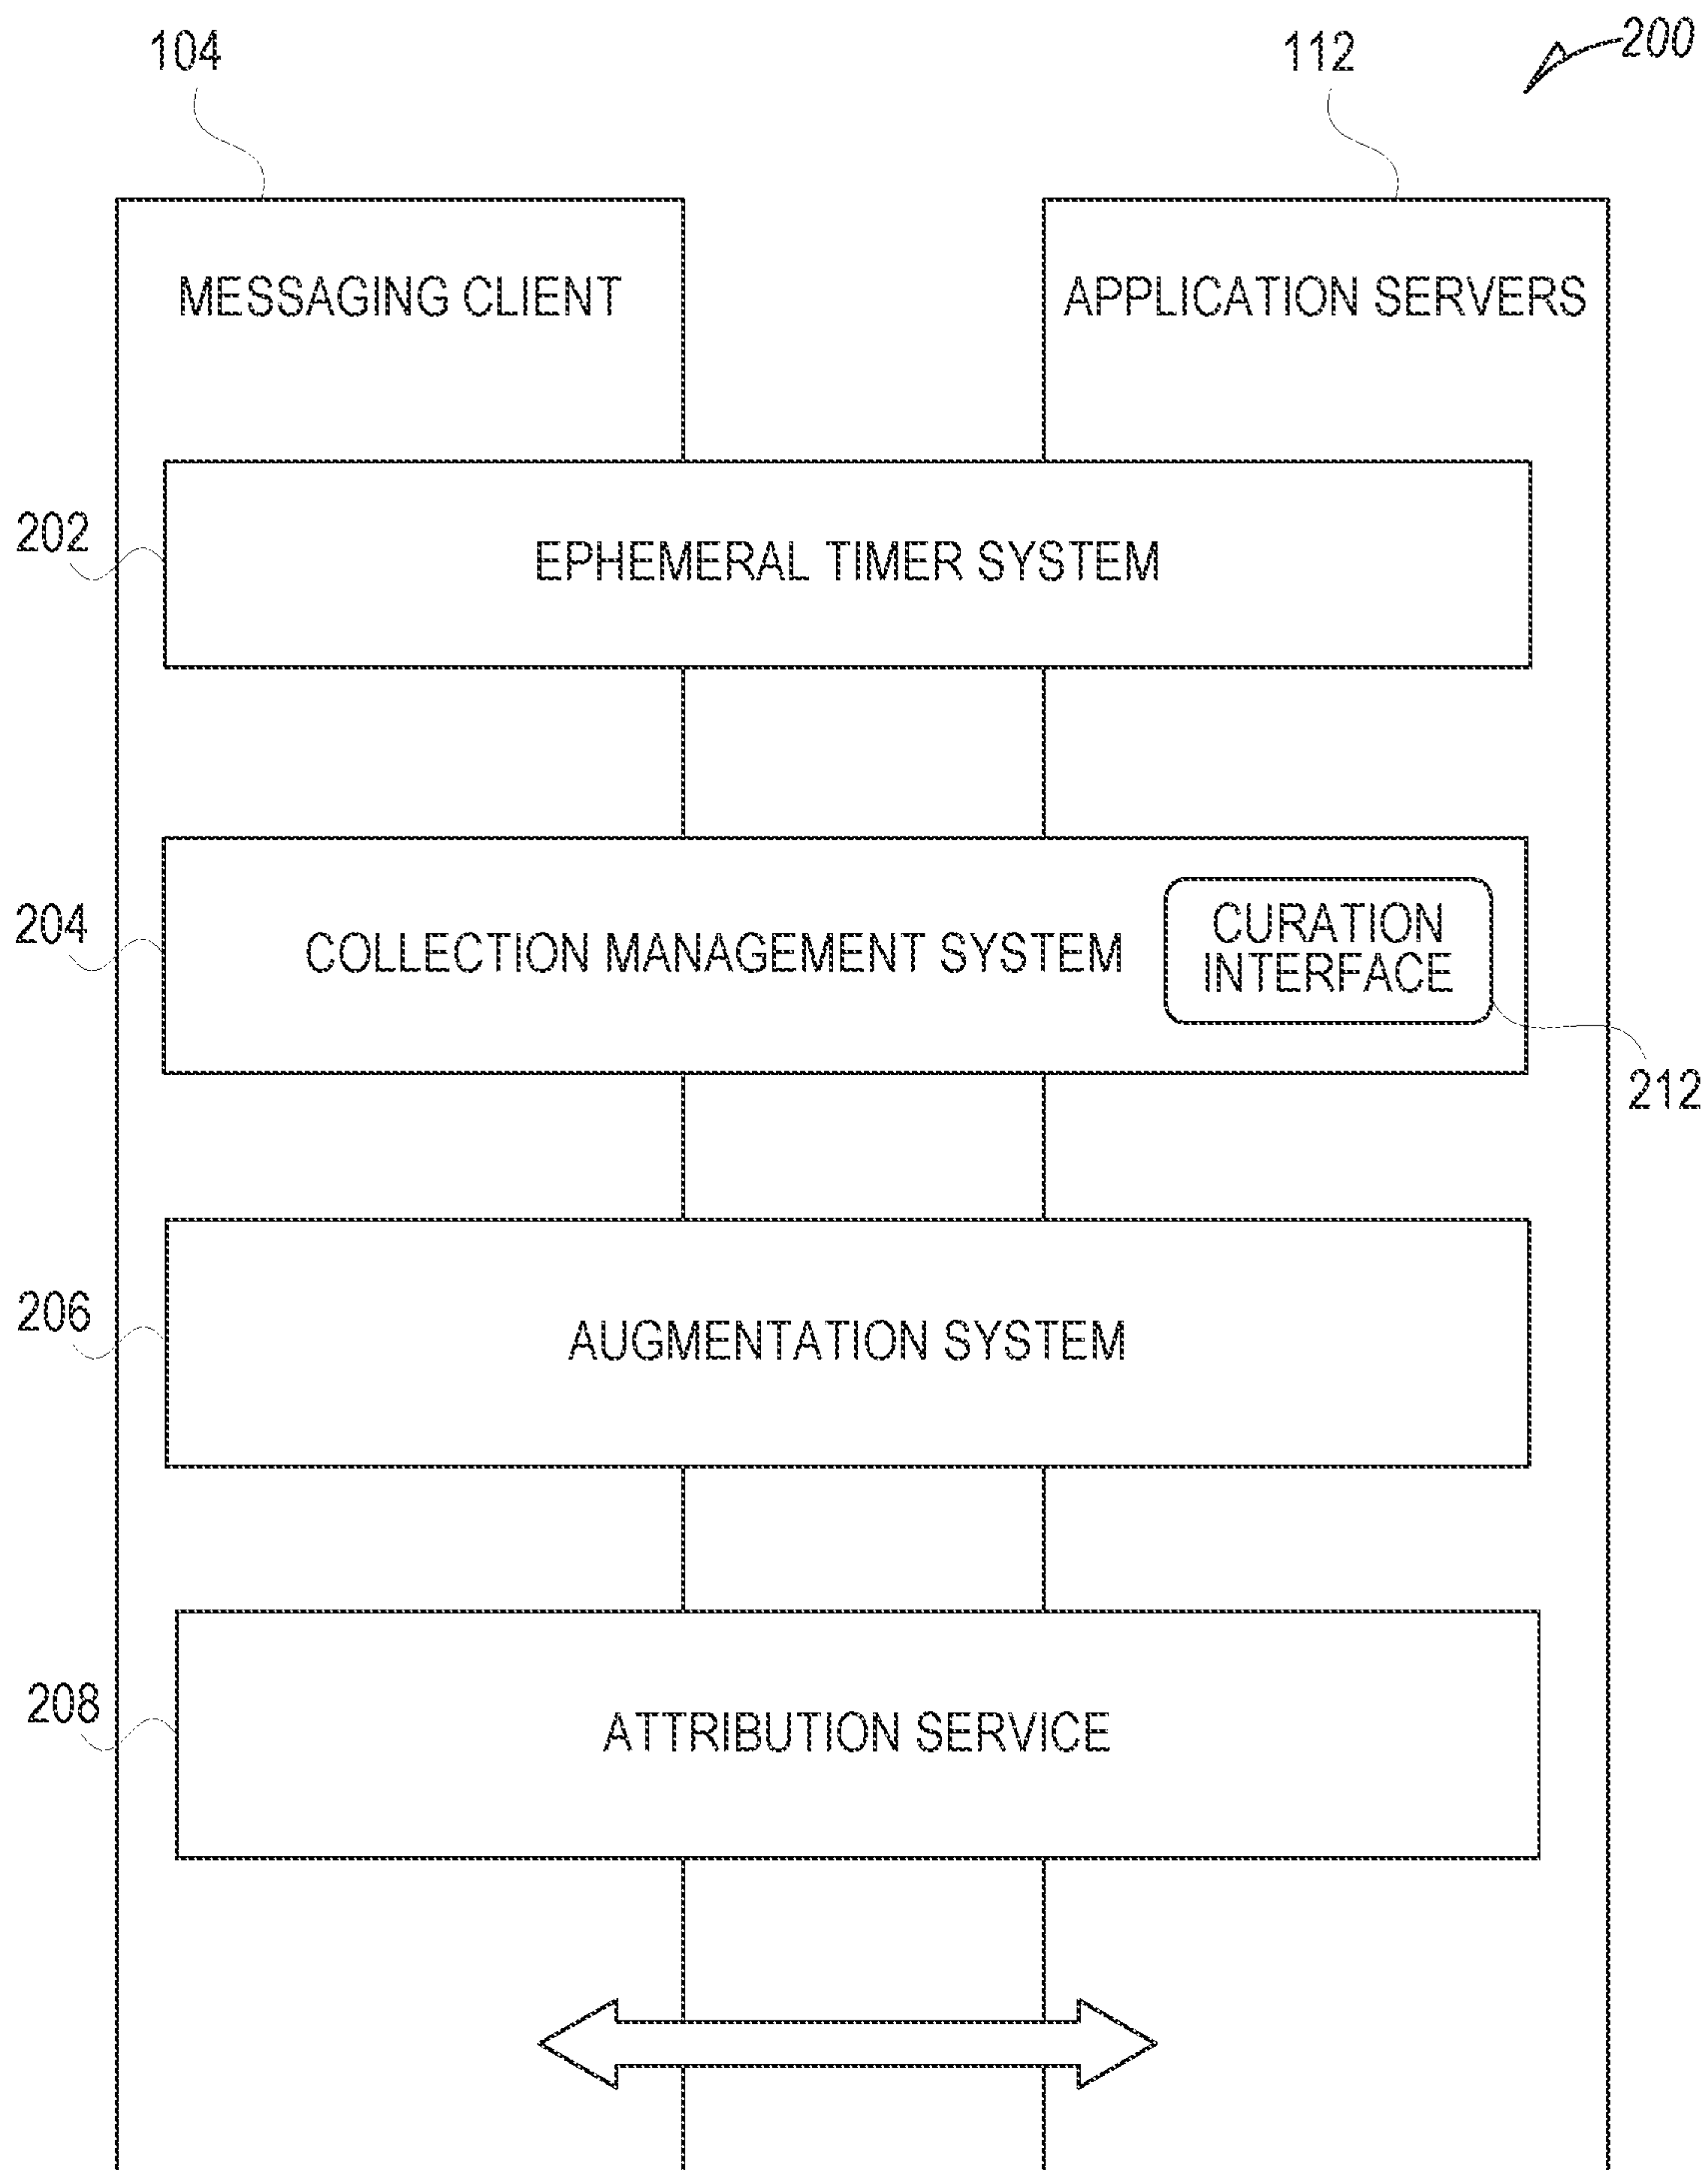 104
112
200
MESSAGING CLIENT
APPLICATION SERVERS
202
EPHEMERAL TIMER SYSTEM
204
COLLECTION MANAGEMENT SYSTEM
CURATION
INTERFACE
212
206
AUGMENTATION SYSTEM
208
ATTRIBUTION SERVICE